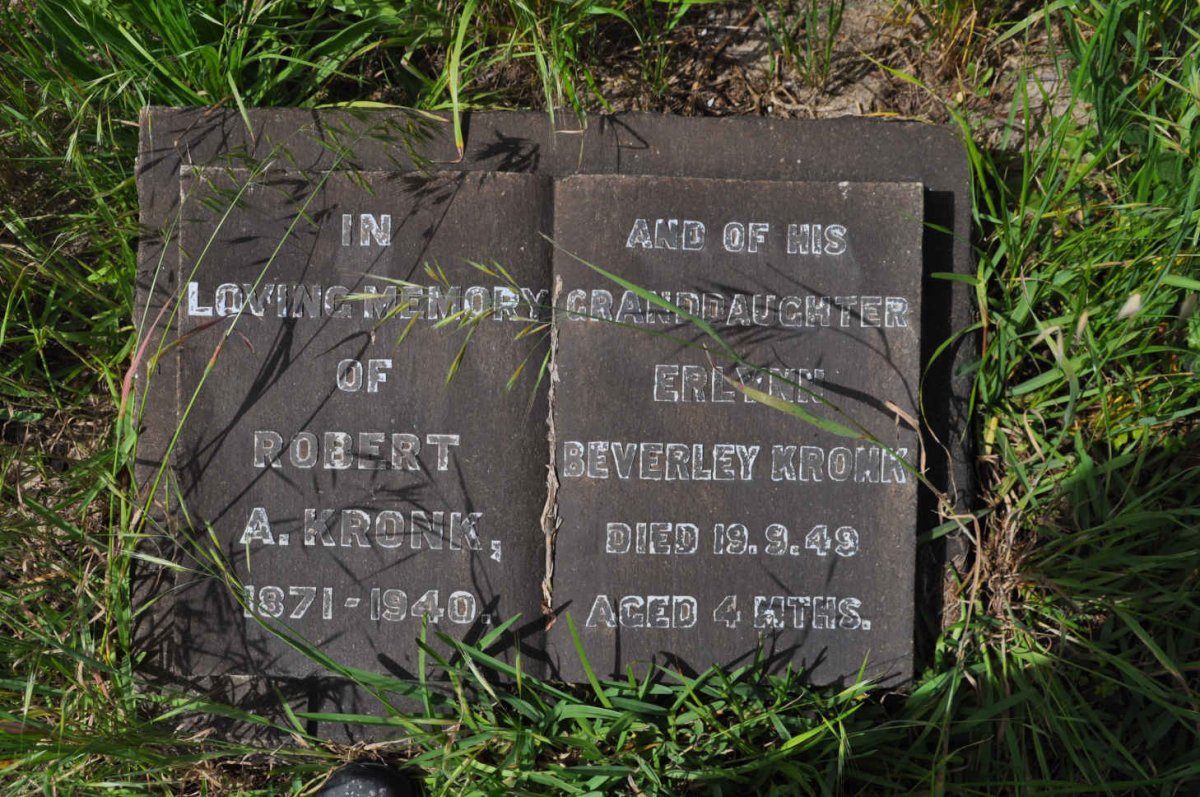 IN
LOVING MEMORY
OF
ROBERT
A. KRONK,
1871-1940.
AND OF HIS
GRANDDAUGHTER
ERLYNN
BEVERLEY KRONK
DIED 19.9.49
AGED 4 MTHS.